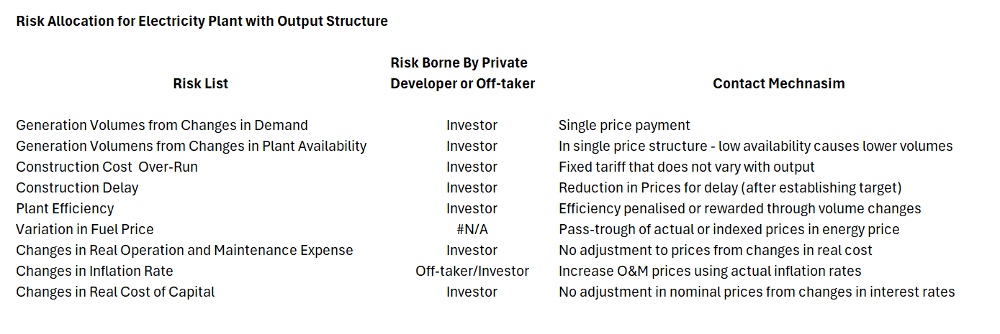 Risk Allocation for Electricity Plant with Output Structure
Risk Borne By Private
Risk List Developer or Off-taker Contact Mechnasim
Generation Volumes from Changes in Demand Investor Single price payment
Generation Volumens from Changes in Plant Availability Investor In single price structure - low availability causes lower volumes
Construction Cost  Over-Run Investor Fixed tariff that does not vary with output
Construction Delay Investor Reduction in Prices for delay (after establishing target)
Plant Efficiency Investor Efficiency penalised or rewarded through volume changes
Variation in Fuel Price #N/A Pass-trough of actual or indexed prices in energy price
Changes in Real Operation and Maintenance Expense Investor No adjustment to prices from changes in real cost
Changes in Inflation Rate Off-taker/Investor Increase O&M prices using actual inflation rates
Changes in Real Cost of Capital Investor No adjustment in nominal prices from changes in interest rates